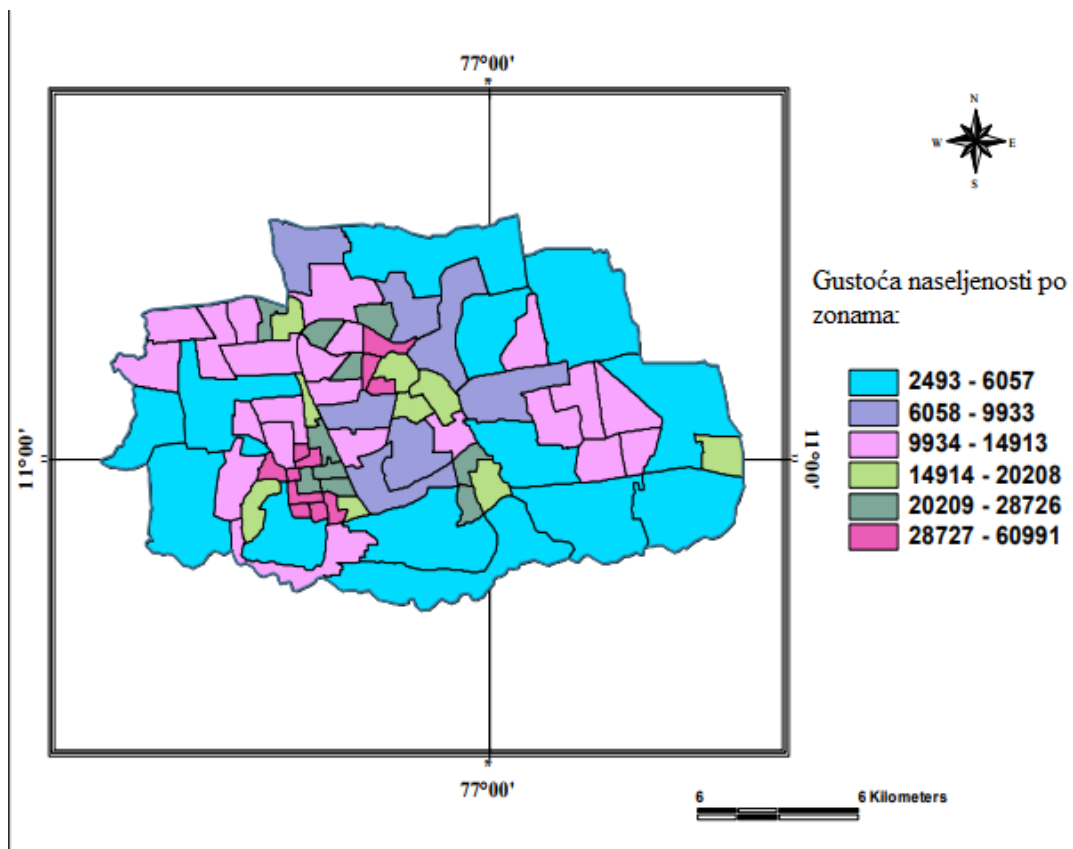 77°00'
N
W E
S
Gustoća naseljenosti po
zonama:
2493 - 6057
6058 - 9933
9934 - 14913
14914 - 20208
20209 - 28726
28727 - 60991
11°00'
11°00'
77°00'
6 6 Kilometers